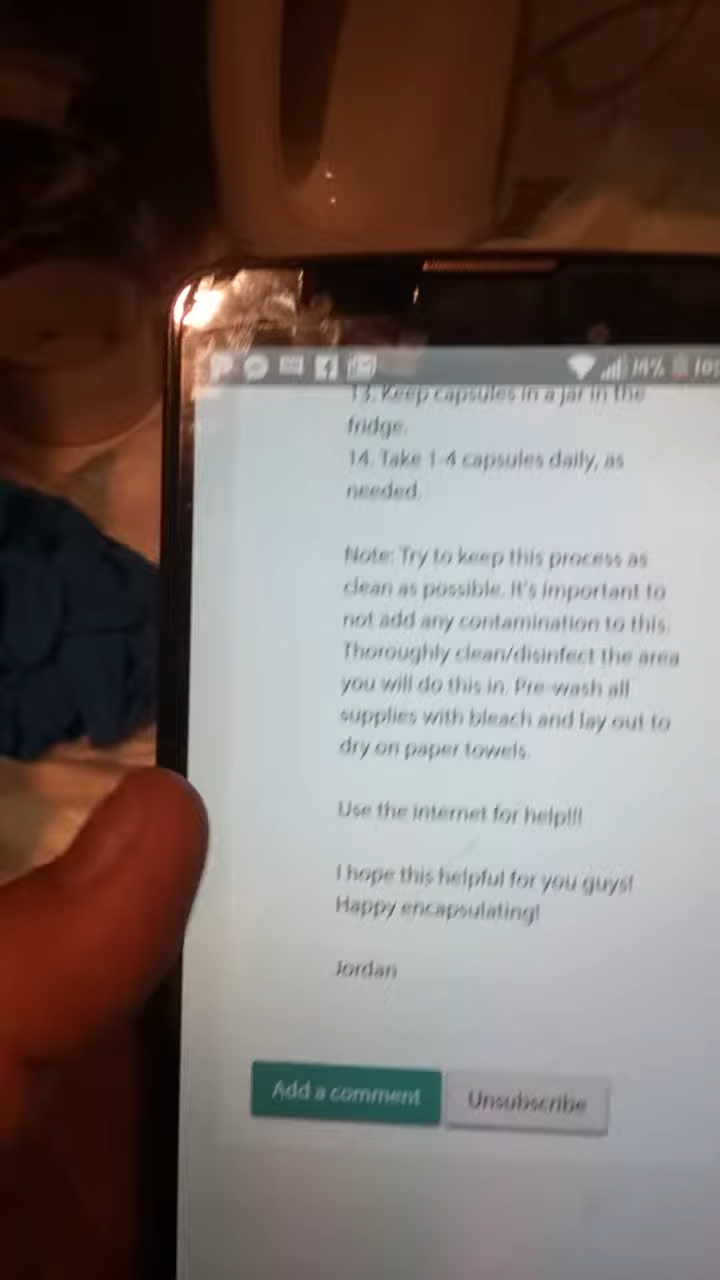 14%
13. Keep capsules in a jar in the
fridge.
14. Take 1-4 capsules daily, as
needed.
Note: Try to keep this process as
clean as possible. It's important to
not add any contamination to this.
Thoroughly clean/disinfect the area
you will do this in. Pre-wash all
supplies with bleach and lay out to
dry on paper towels.
Use the internet for help!!!
I hope this helpful for you guys!
Happy encapsulating!
Jordan
Add a comment
Unsubscribe